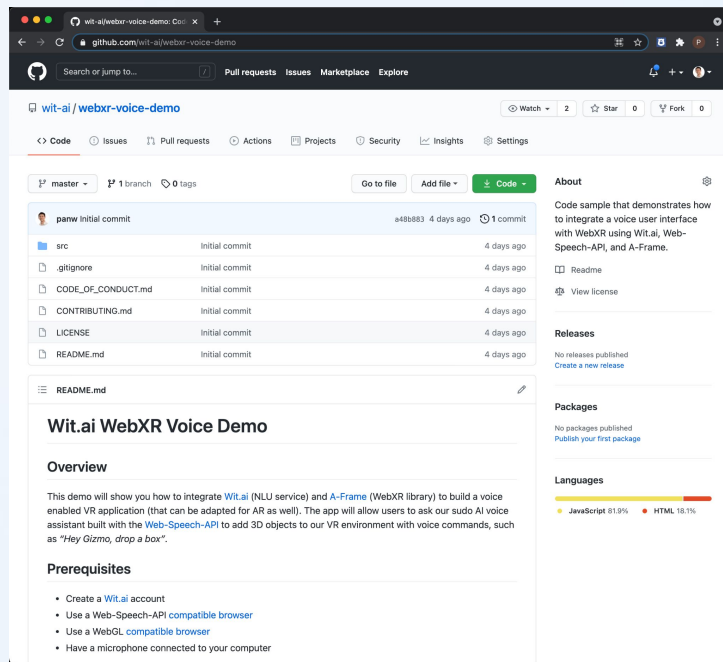 wit-ai/webxr-voice-demo: Cod
github.com/wit-ai/webxr-voice-demo
P
Search or jump to...
/
Pull requests Issues Marketplace Explore
wit-ai / webxr-voice-demo
Watch 2 Star 0 Fork 0
Code Issues Pull requests Actions Projects Security Insights Settings
master 1 branch 0 tags Go to file Add file Code
panw Initial commit a48b883 4 days ago 1 commit
src Initial commit 4 days ago
.gitignore Initial commit 4 days ago
CODE_OF_CONDUCT.md Initial commit 4 days ago
CONTRIBUTING.md Initial commit 4 days ago
LICENSE Initial commit 4 days ago
README.md Initial commit 4 days ago
README.md
Wit.ai WebXR Voice Demo
Overview
This demo will show you how to integrate Wit.ai (NLU service) and A-Frame (WebXR library) to build a voice
enabled VR application (that can be adapted for AR as well). The app will allow users to ask our sudo AI voice
assistant built with the Web-Speech-API to add 3D objects to our VR environment with voice commands, such
as “Hey Gizmo, drop a box”.
Prerequisites
• Create a Wit.ai account
• Use a Web-Speech-API compatible browser
• Use a WebGL compatible browser
• Have a microphone connected to your computer
About
Code sample that demonstrates how
to integrate a voice user interface
with WebXR using Wit.ai, Web-
Speech-API, and A-Frame.
Readme
View license
Releases
No releases published
Create a new release
Packages
No packages published
Publish your first package
Languages
JavaScript 81.9% HTML 18.1%